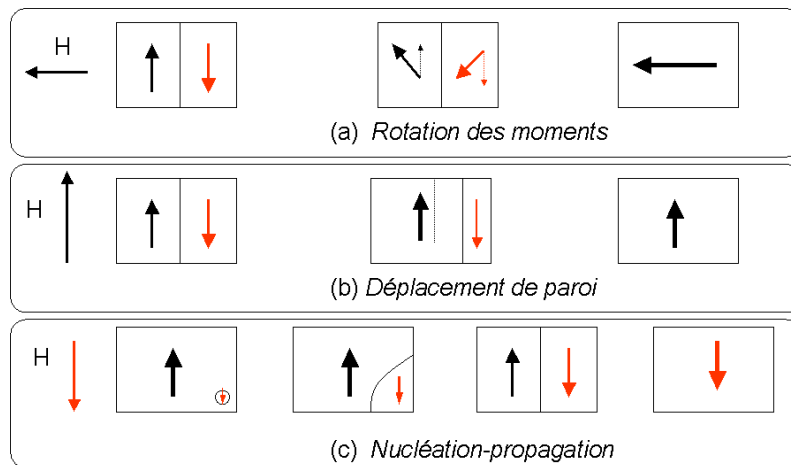 H
(a) Rotation des moments
H
(b) Déplacement de paroi
H
(c) Nucléation-propagation